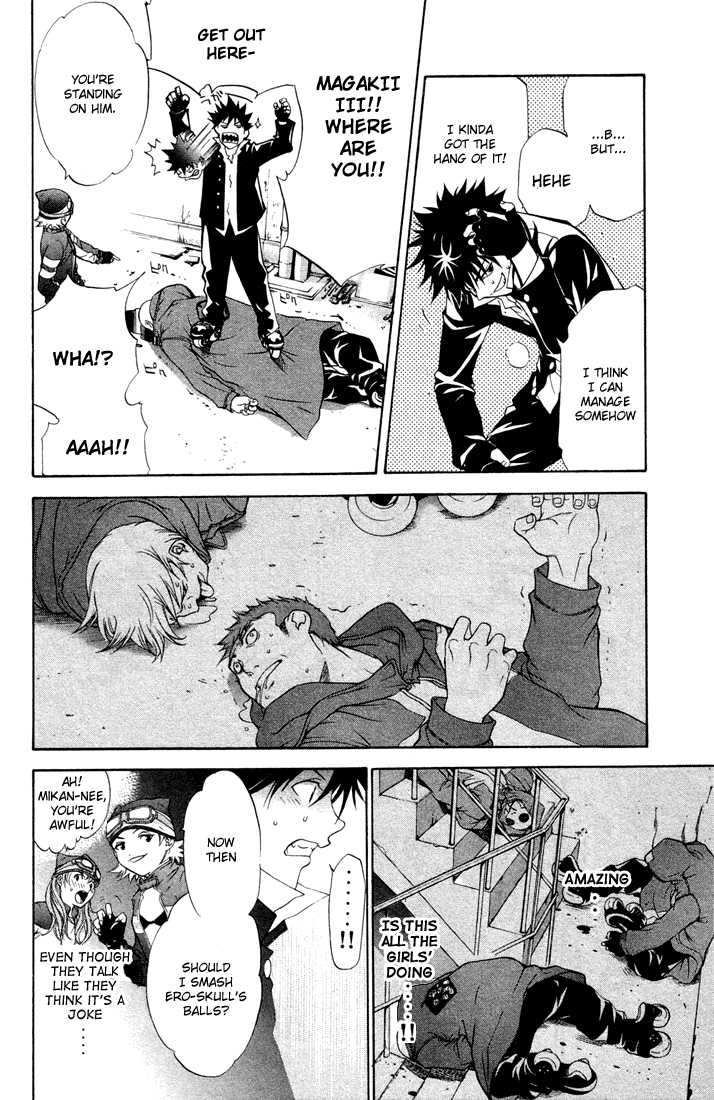 ...B...
BUT...
HEHE
I KINDA
GOT THE
HANG OF IT!
I THINK
I CAN
MANAGE
SOMEHOW
GET OUT
HERE-
MAGAKII
III!!
WHERE
ARE
YOU!!
YOU'RE
STANDING
ON HIM.
WHA!?
AAAH!!
AMAZING
...
IS THIS
ALL THE
GIRLS'
DOING
......!!
......!!
NOW
THEN
SHOULD
I SMASH
ERO-SKULL'S
BALLS?
AH!
MIKAN-NEE,
YOU'RE
AWFUL!
EVEN THOUGH
THEY TALK
LIKE THEY
THINK IT'S A
JOKE
....